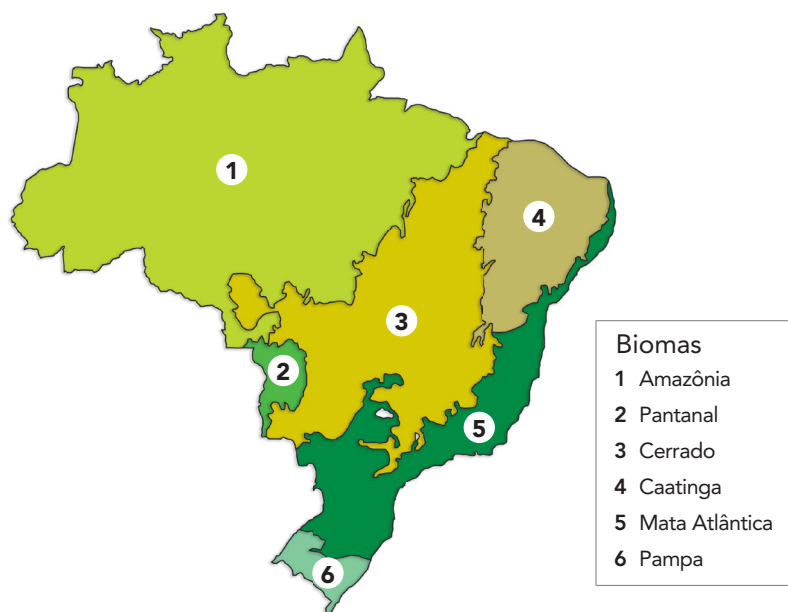 1
4
3
2
5
6
Biomas
1 Amazônia
2 Pantanal
3 Cerrado
4 Caatinga
5 Mata Atlântica
6 Pampa